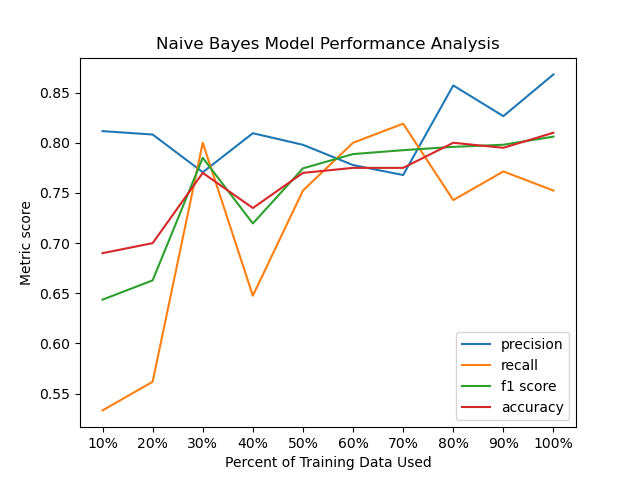 Naive Bayes Model Performance Analysis
Metric score
0.85
0.80
0.75
0.70
0.65
0.60
0.55
precision
recall
f1 score
accuracy
10% 20% 30% 40% 50% 60% 70% 80% 90% 100%
Percent of Training Data Used